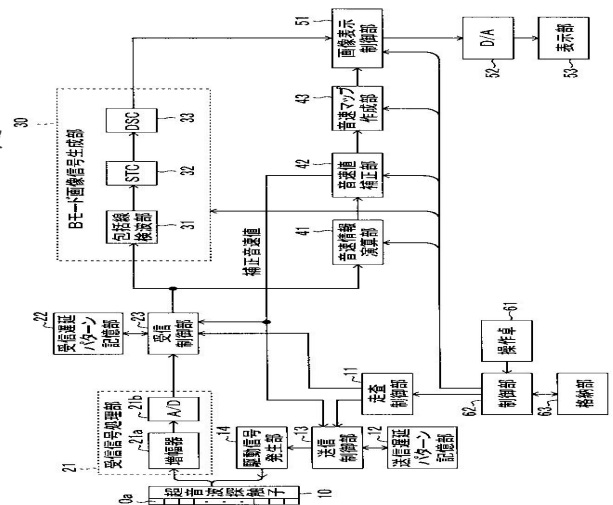 30
Bモード画像信号生成部
包括線
検波部
31
STC
32
DSC
33
22
受信遅延
パターン
記憶部
23
受信
制御部
補正音速値
21
受信信号処理部
21a
増幅器
21b
A/D
0a
超音波探触子
10
14
駆動信号
発生部
13
送信
制御部
12
送信遅延
パターン
記憶部
11
走査
制御部
41
音速情報
演算部
42
音速値
補正部
43
音速マップ
作成部
51
画像表示
制御部
D/A
52
表示部
53
61
操作卓
62
制御部
63
格納部